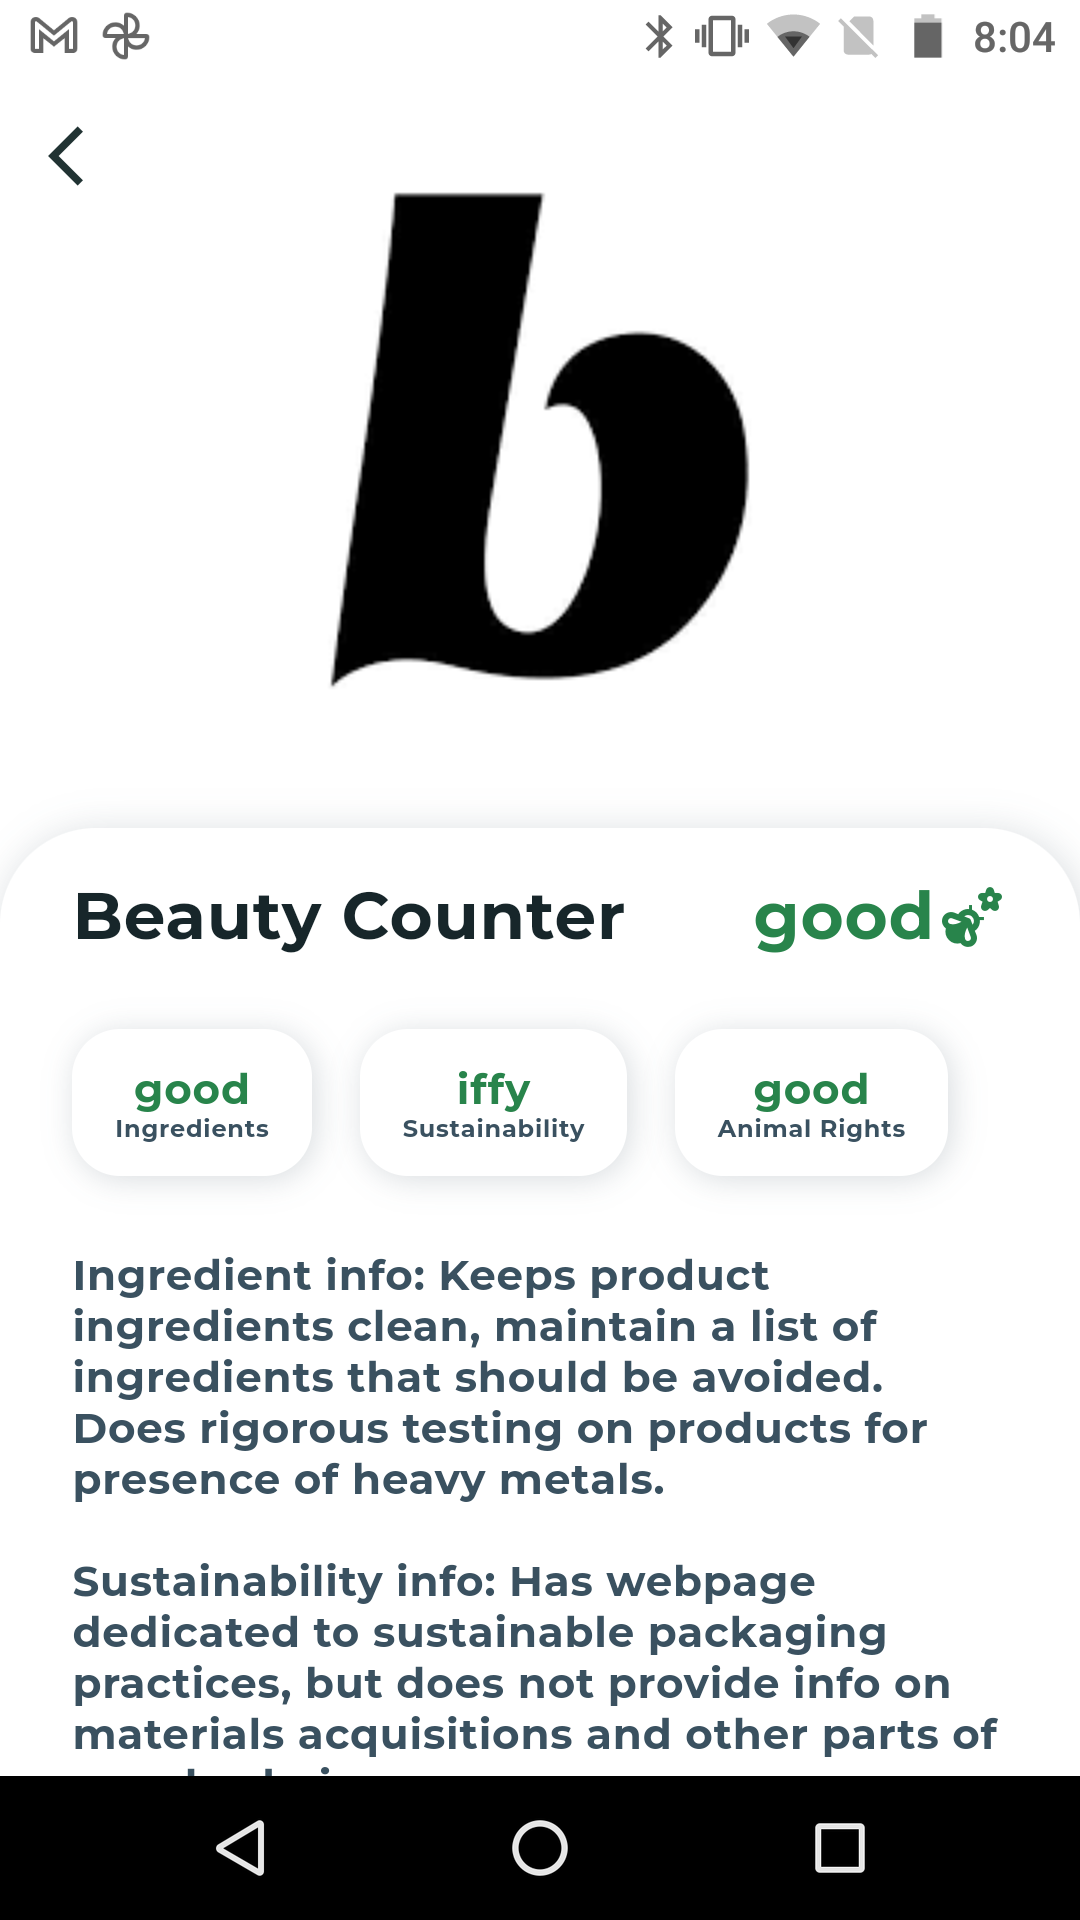 8:04
b
Beauty Counter
good
good
Ingredients
iffy
Sustainability
good
Animal Rights
Ingredient info: Keeps product
ingredients clean, maintain a list of
ingredients that should be avoided.
Does rigorous testing on products for
presence of heavy metals.
Sustainability info: Has webpage
dedicated to sustainable packaging
practices, but does not provide info on
materials acquisitions and other parts of